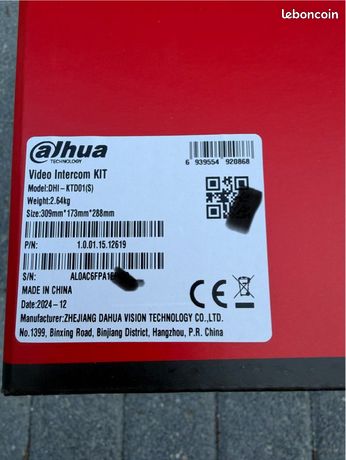 leboncoin
alhua
TECHNOLOGY
Video Intercom KIT
Model:DHI-KTD01(S)
Weight:2.64kg
Size:309mm*173mm*288mm
6 939554 920868
P/N: 1.0.01.15.12619
S/N: AL0AC6FPA1
MADE IN CHINA
Date:2024-12
CE
Manufacturer:ZHEJIANG DAHUA VISION TECHNOLOGY CO.,LTD.
No.1399, Binxing Road, Binjiang District, Hangzhou, P.R. China